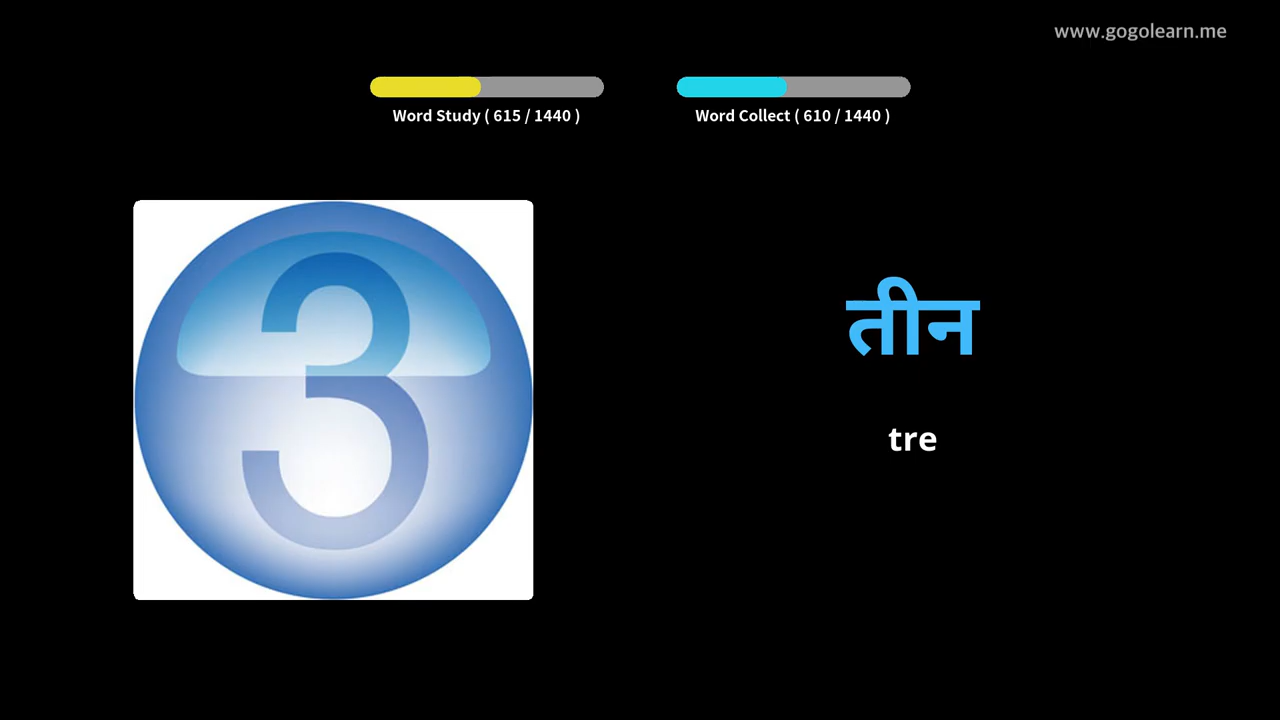 www.gogolearn.me
Word Study ( 615 / 1440 )
Word Collect ( 610 / 1440 )
3
तीन
tre